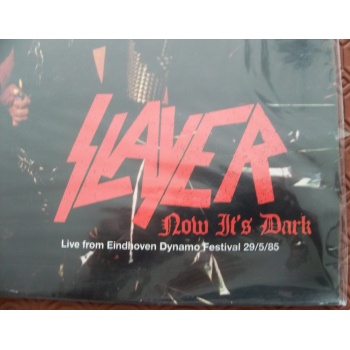 SLAYER
Now It's Dark
Live from Eindhoven Dynamo Festival 29/5/85